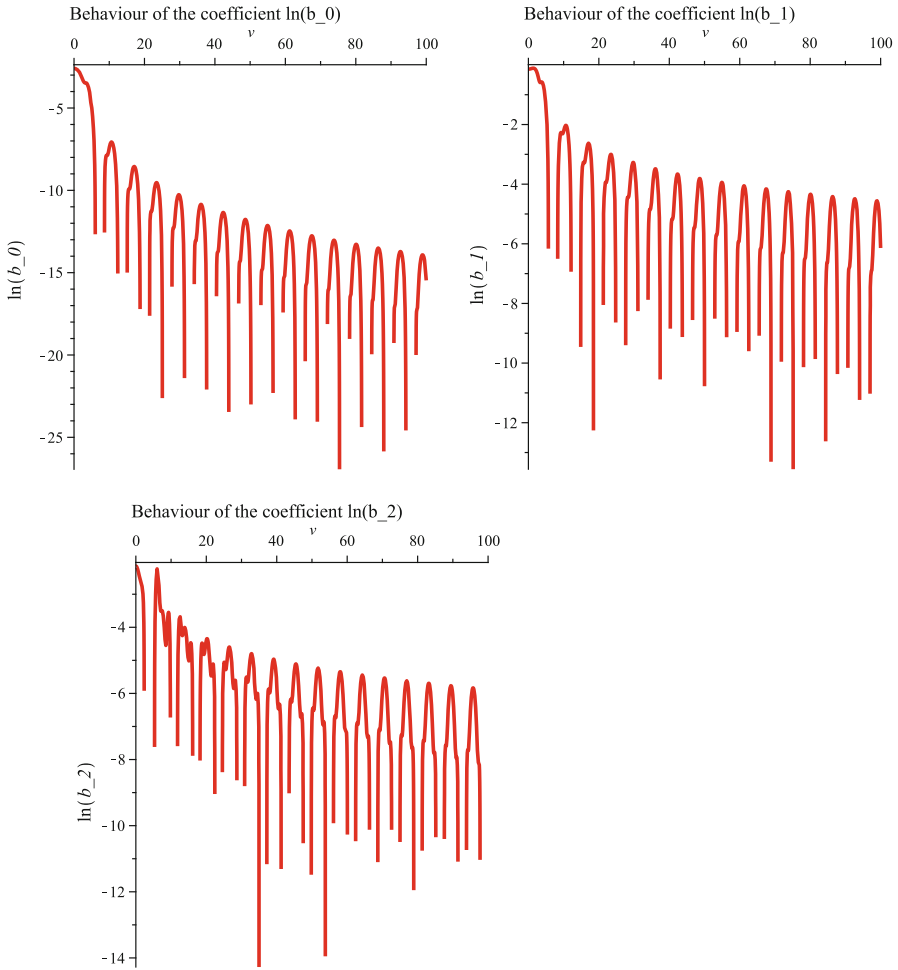 Behaviour of the coefficient ln(b_0)
v
0 20 40 60 80 100
-5
-10
-15
-20
-25
ln(b_0)
Behaviour of the coefficient ln(b_1)
v
0 20 40 60 80 100
-2
-4
-6
-8
-10
-12
ln(b_1)
Behaviour of the coefficient ln(b_2)
v
0 20 40 60 80 100
-4
-6
-8
-10
-12
-14
ln(b_2)